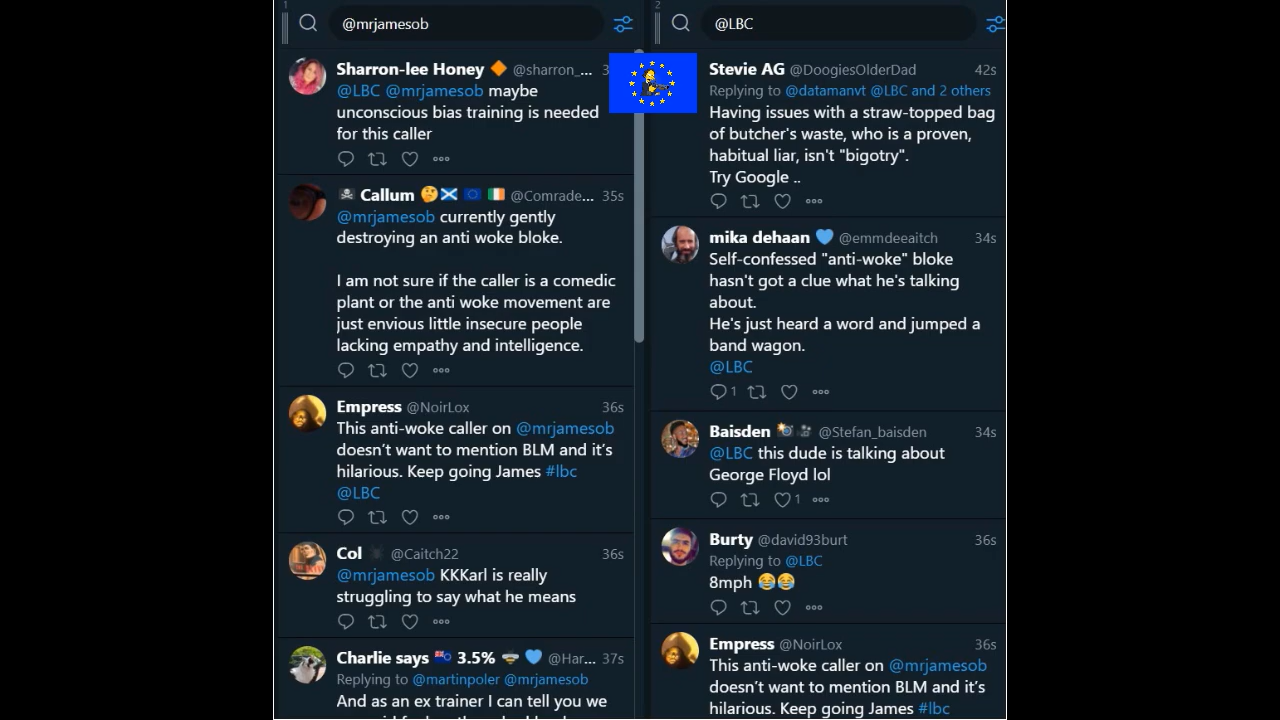 1
@mrjamesob
Sharron-lee Honey 🔶 @sharron_...
@LBC @mrjamesob maybe
unconscious bias training is needed
for this caller
☠ Callum 🤔🏴󠁧󠁢󠁳󠁣󠁴󠁿 🇪🇺 🇮🇪 @Comrade... 35s
@mrjamesob currently gently
destroying an anti woke bloke.
I am not sure if the caller is a comedic
plant or the anti woke movement are
just envious little insecure people
lacking empathy and intelligence.
Empress @NoirLox 36s
This anti-woke caller on @mrjamesob
doesn’t want to mention BLM and it’s
hilarious. Keep going James #lbc
@LBC
Col @Caitch22 36s
@mrjamesob KKKarl is really
struggling to say what he means
Charlie says 3.5% 🐝 💙 @Har... 37s
Replying to @martinpoler @mrjamesob
And as an ex trainer I can tell you we
2
@LBC
Stevie AG @DoogiesOlderDad 42s
Replying to @datamanvt @LBC and 2 others
Having issues with a straw-topped bag
of butcher's waste, who is a proven,
habitual liar, isn't "bigotry".
Try Google ..
mika dehaan 💙 @emmdeeaitch 34s
Self-confessed "anti-woke" bloke
hasn't got a clue what he's talking
about.
He's just heard a word and jumped a
band wagon.
@LBC
1
Baisden 📸 🎥 @Stefan_baisden 34s
@LBC this dude is talking about
George Floyd lol
1
Burty @david93burt 36s
Replying to @LBC
8mph 😂😂
Empress @NoirLox 36s
This anti-woke caller on @mrjamesob
doesn’t want to mention BLM and it’s
hilarious. Keep going James #lbc